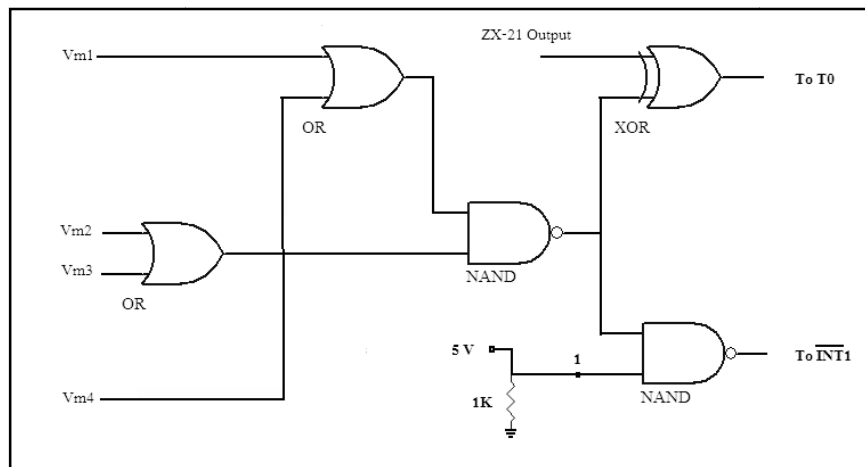 Vm1
ZX-21 Output
To T0
OR
XOR
Vm2
Vm3
OR
NAND
5 V
1
To INT1
1K
Vm4
NAND